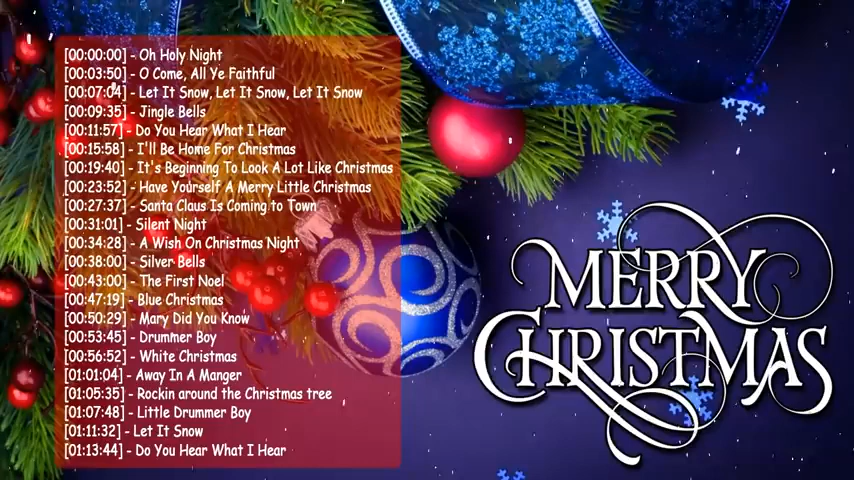 [00:00:00] - Oh Holy Night
[00:03:50] - O Come, All Ye Faithful
[00:07:04] - Let It Snow, Let It Snow, Let It Snow
[00:09:35] - Jingle Bells
[00:11:57] - Do You Hear What I Hear
[00:15:58] - I'll Be Home For Christmas
[00:19:40] - It's Beginning To Look A Lot Like Christmas
[00:23:52] - Have Yourself A Merry Little Christmas
[00:27:37] - Santa Claus Is Coming to Town
[00:31:01] - Silent Night
[00:34:28] - A Wish On Christmas Night
[00:38:00] - Silver Bells
[00:43:00] - The First Noel
[00:47:19] - Blue Christmas
[00:50:29] - Mary Did You Know
[00:53:45] - Drummer Boy
[00:56:52] - White Christmas
[01:01:04] - Away In A Manger
[01:05:35] - Rockin around the Christmas tree
[01:07:48] - Little Drummer Boy
[01:11:32] - Let It Snow
[01:13:44] - Do You Hear What I Hear
MERRY
CHRISTMAS